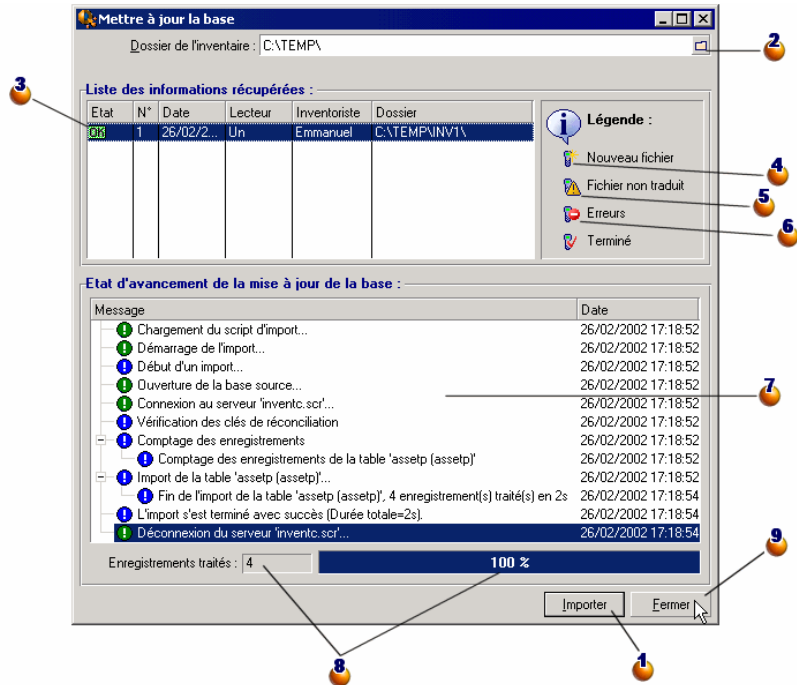 Mettre à jour la base
Dossier de l'inventaire : C:\TEMP\
2
Liste des informations récupérées :
3
Etat N° Date Lecteur Inventoriste Dossier
OK 1 26/02/2... Un Emmanuel C:\TEMP\INV1\
Légende :
Nouveau fichier
4
Fichier non traduit
5
Erreurs
6
Terminé
Etat d'avancement de la mise à jour de la base :
Message Date
Chargement du script d'import... 26/02/2002 17:18:52
Démarrage de l'import... 26/02/2002 17:18:52
Début d'un import... 26/02/2002 17:18:52
Ouverture de la base source... 26/02/2002 17:18:52
7
Connexion au serveur 'inventc.scr'... 26/02/2002 17:18:52
Vérification des clés de réconciliation 26/02/2002 17:18:52
Comptage des enregistrements 26/02/2002 17:18:52
Comptage des enregistrements de la table 'assetp (assetp)' 26/02/2002 17:18:52
Import de la table 'assetp (assetp)'... 26/02/2002 17:18:52
Fin de l'import de la table 'assetp (assetp)', 4 enregistrement(s) traité(s) en 2s 26/02/2002 17:18:54
L'import s'est terminé avec succès (Durée totale=2s). 26/02/2002 17:18:54
Déconnexion du serveur 'inventc.scr'... 26/02/2002 17:18:54
Enregistrements traités : 4 100 %
9
Importer Fermer
8
1